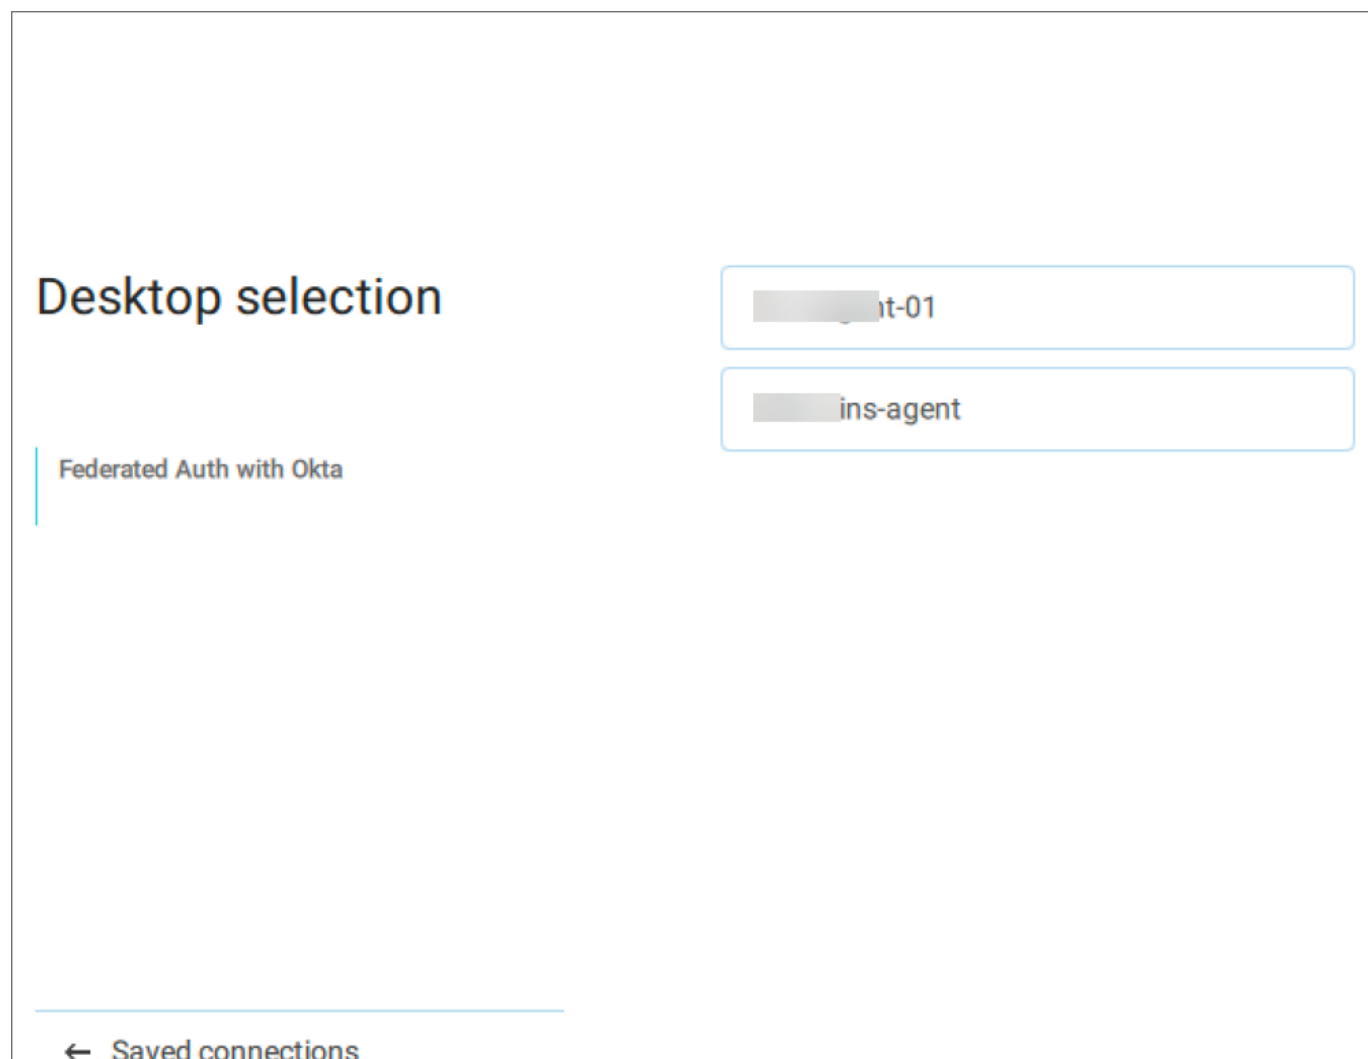 Desktop selection
Federated Auth with Okta
t-01
ins-agent
← Saved connections